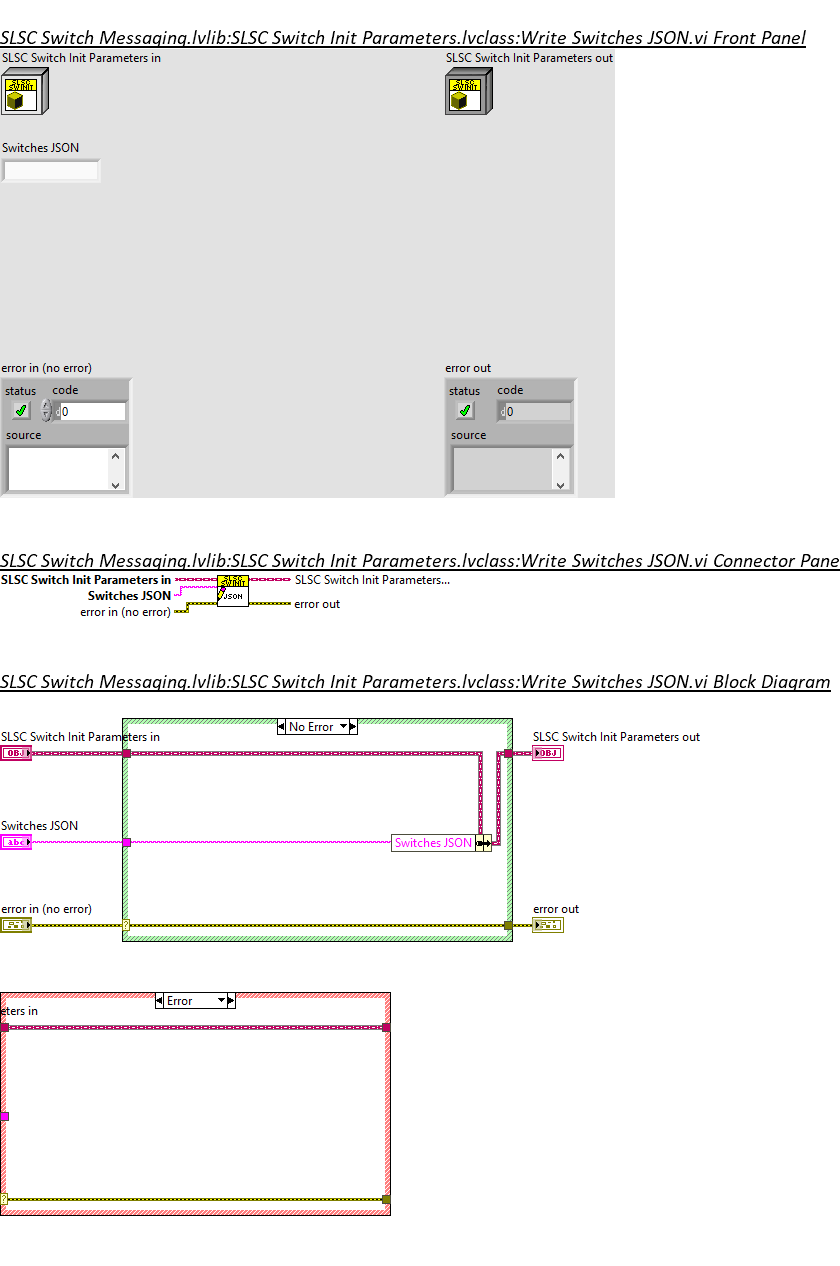 SLSC Switch Messaging.lvlib:SLSC Switch Init Parameters.lvclass:Write Switches JSON.vi Front Panel
SLSC Switch Init Parameters in
SLSC Switch Init Parameters out
SLSC
SWINIT
SLSC
SWINIT
Switches JSON
error in (no error)
error out
status code
status code
d 0
d 0
source
source
SLSC Switch Messaging.lvlib:SLSC Switch Init Parameters.lvclass:Write Switches JSON.vi Connector Pane
SLSC Switch Init Parameters in
SLSC
SWINIT
SLSC Switch Init Parameters...
Switches JSON
JSON
error in (no error)
error out
SLSC Switch Messaging.lvlib:SLSC Switch Init Parameters.lvclass:Write Switches JSON.vi Block Diagram
No Error
SLSC Switch Init Parameters in
SLSC Switch Init Parameters out
OBJ
OBJ
Switches JSON
abc
Switches JSON
error in (no error)
error out
?
Error
eters in
?